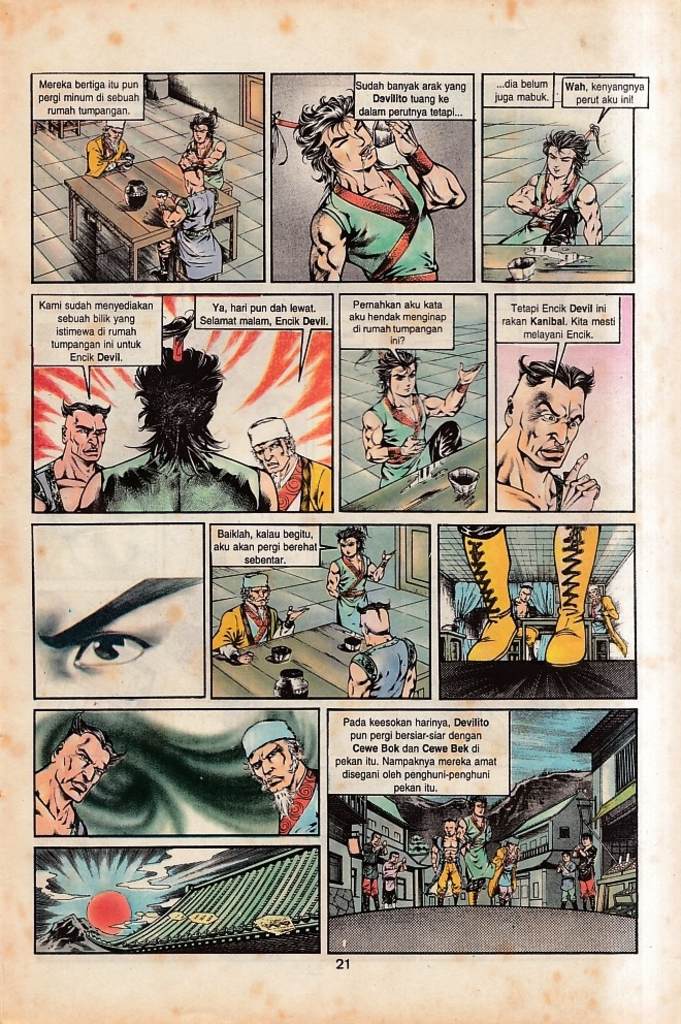 Mereka bertiga itu pun
pergi minum di sebuah
rumah tumpangan.
Sudah banyak arak yang
Davilito tuang ke
dalam perutnya tetapi...
...dia belum
juga mabuk.
Wah, kenyangnya
perut aku ini!
Kami sudah menyediakan
sebuah bilik yang
istimewa di rumah
tumpangan ini untuk
Encik Devil.
Ya, hari pun dah lewat.
Selamat malam, Encik Devil.
Pernahkan aku kata
aku hendak menginap
di rumah tumpangan
ini?
Tetapi Encik Devil ini
rakan Kanibal. Kita mesti
melayani Encik.
Baiklah, kalau begitu,
aku akan pergi berehat
sebentar.
Pada keesokan harinya, Devilito
pun pergi bersiar-siar dengan
Cewe Bok dan Cewe Bek di
pekan itu. Nampaknya mereka amat
disegani oleh penghuni-penghuni
pekan itu.
21